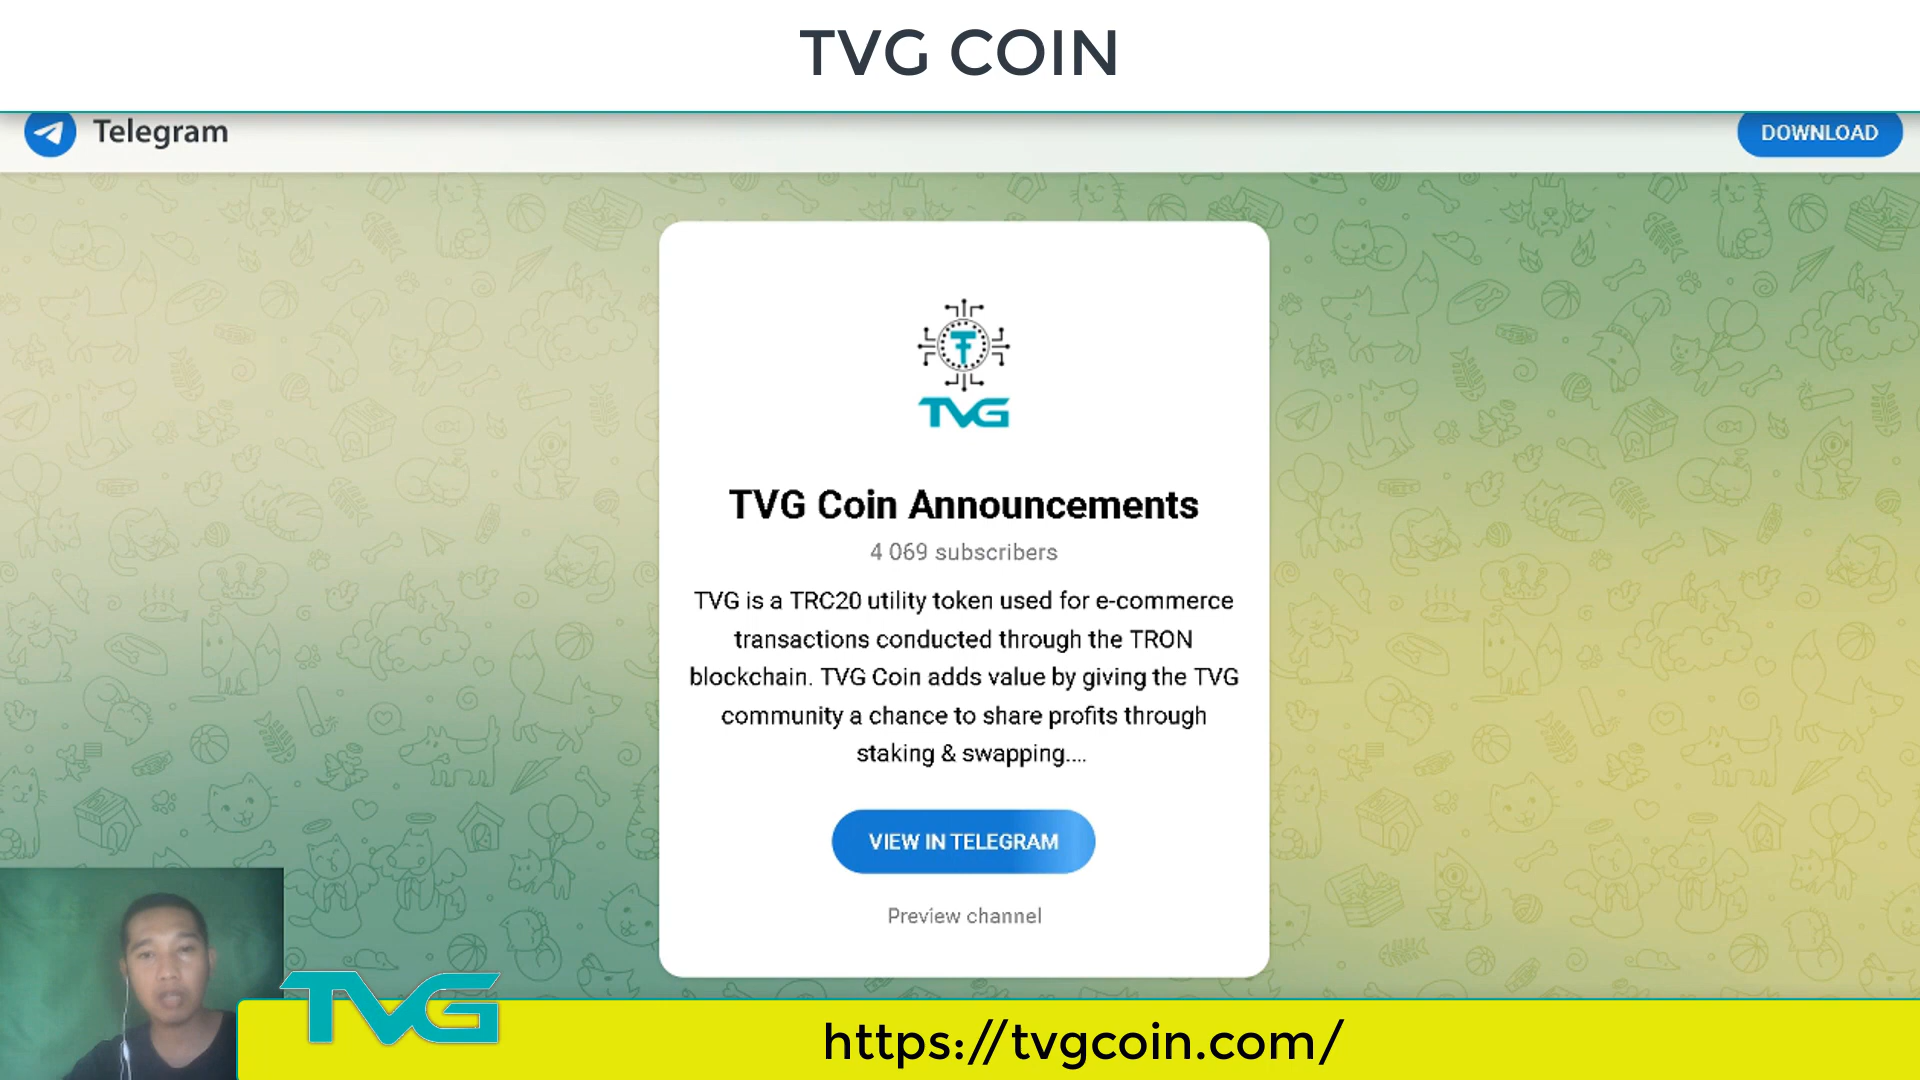 TVG COIN
Telegram
DOWNLOAD
TVG
TVG Coin Announcements
4 069 subscribers
TVG is a TRC20 utility token used for e-commerce
transactions conducted through the TRON
blockchain. TVG Coin adds value by giving the TVG
community a chance to share profits through
staking & swapping....
VIEW IN TELEGRAM
Preview channel
TVG
https://tvgcoin.com/